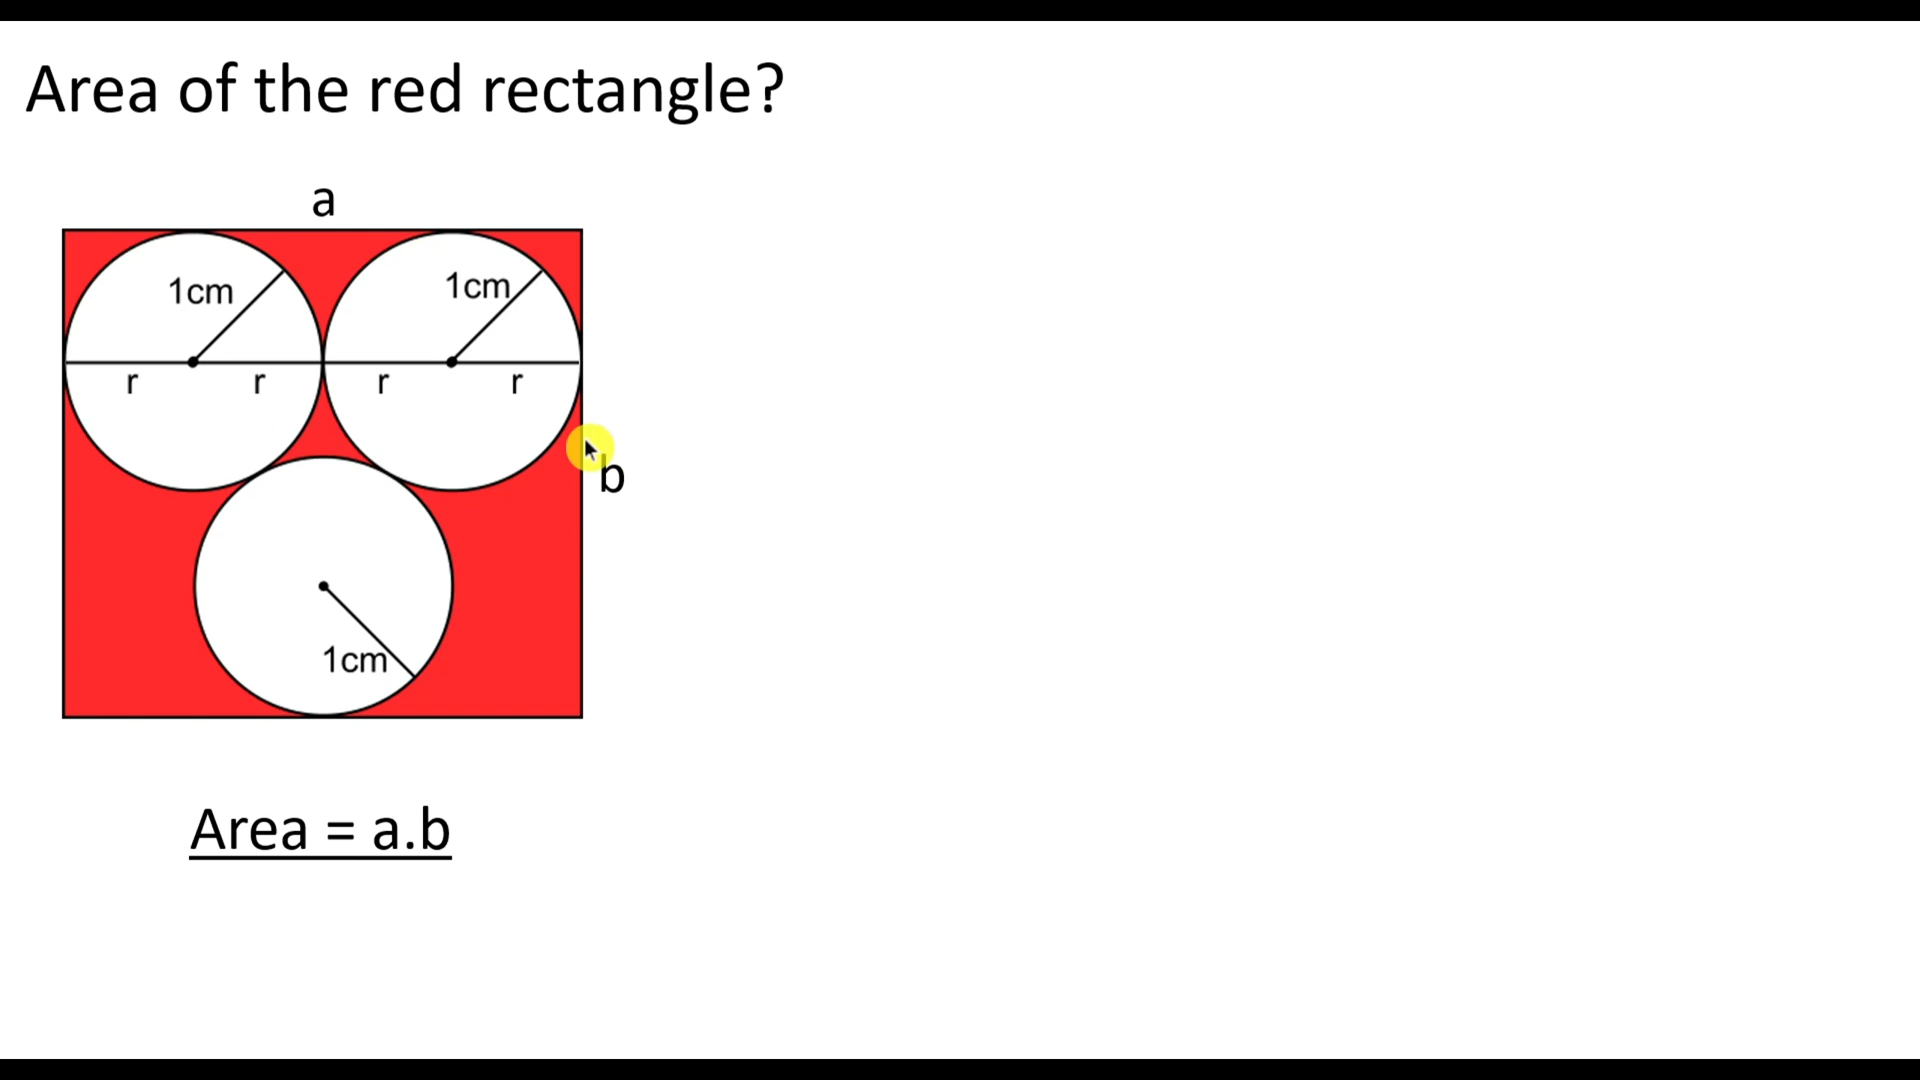 Area of the red rectangle?
a
1cm
1cm
r r r r
b
1cm
Area = a.b